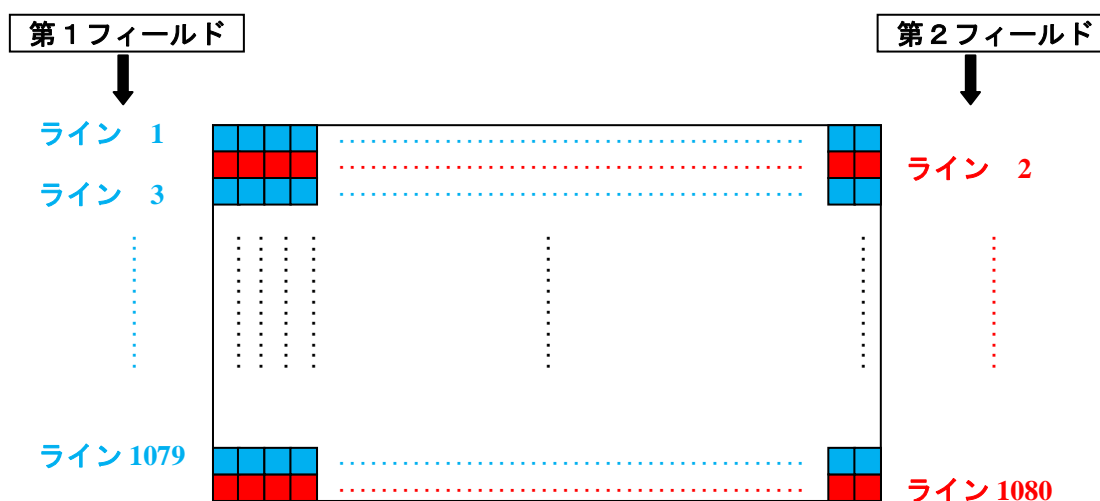 第１フィールド
第２フィールド
ライン 1
ライン 2
ライン 3
ライン 1079
ライン 1080